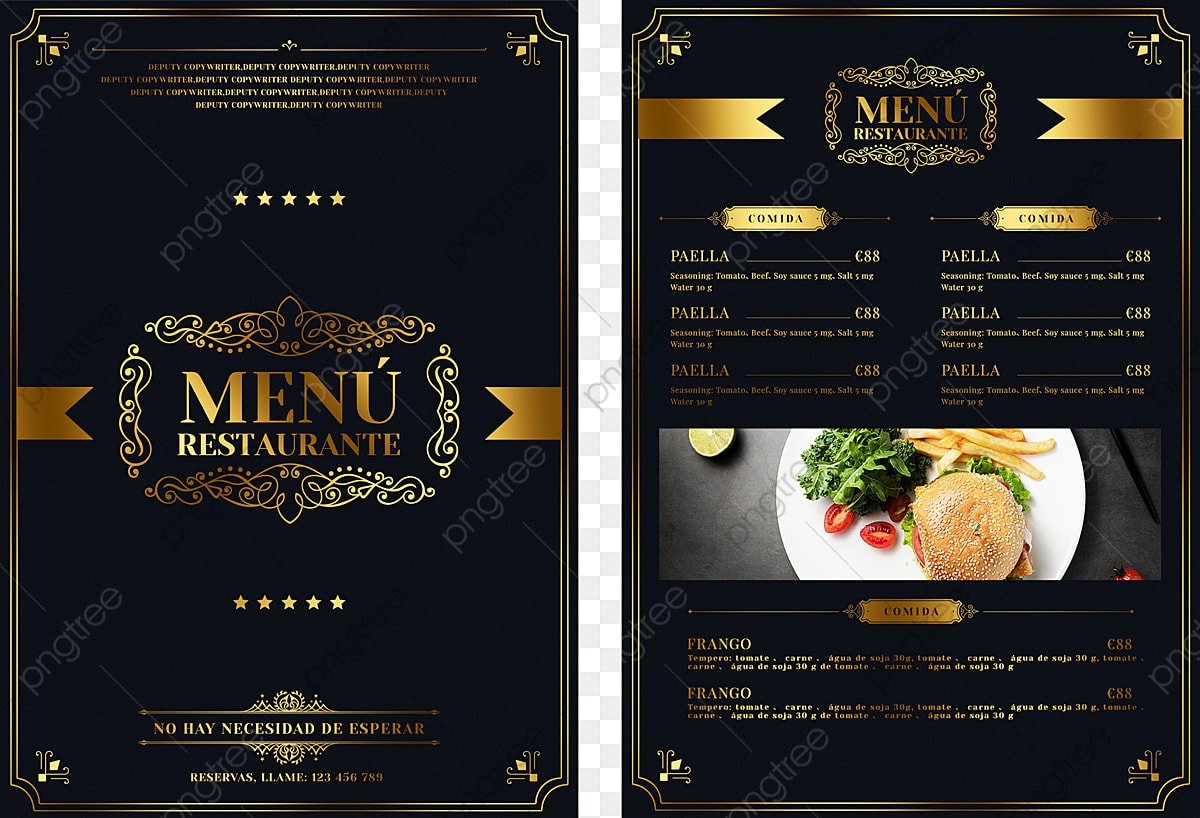 DEPUTY COPYWRITER,DEPUTY COPYWRITER,DEPUTY COPYWRITER
DEPUTY COPYWRITER,DEPUTY COPYWRITER DEPUTY COPYWRITER,DEPUTY COPYWRITER
DEPUTY COPYWRITER,DEPUTY COPYWRITER,DEPUTY COPYWRITER,DEPUTY
DEPUTY COPYWRITER,DEPUTY COPYWRITER
MENÚ
RESTAURANTE
NO HAY NECESIDAD DE ESPERAR
RESERVAS, LLAME: 123 456 789
MENÚ
RESTAURANTE
COMIDA
PAELLA €88
Seasoning: Tomato、Beef、Soy sauce 5 mg、Salt 5 mg
Water 30 g
PAELLA €88
Seasoning: Tomato、Beef、Soy sauce 5 mg、Salt 5 mg
Water 30 g
PAELLA €88
Seasoning: Tomato、Beef、Soy sauce 5 mg、Salt 5 mg
Water 30 g
COMIDA
PAELLA €88
Seasoning: Tomato、Beef、Soy sauce 5 mg、Salt 5 mg
Water 30 g
PAELLA €88
Seasoning: Tomato、Beef、Soy sauce 5 mg、Salt 5 mg
Water 30 g
PAELLA €88
Seasoning: Tomato、Beef、Soy sauce 5 mg、Salt 5 mg
Water 30 g
COMIDA
FRANGO €88
Tempero: tomate 、 carne 、 água de soja 30g, tomate 、 carne 、 água de soja 30 g, tomate 、
carne 、 água de soja 30 g de tomate 、 carne 、 água de soja 30 g
FRANGO €88
Tempero: tomate 、 carne 、 água de soja 30g, tomate 、 carne 、 água de soja 30 g, tomate 、
carne 、 água de soja 30 g de tomate 、 carne 、 água de soja 30 g
pngtree